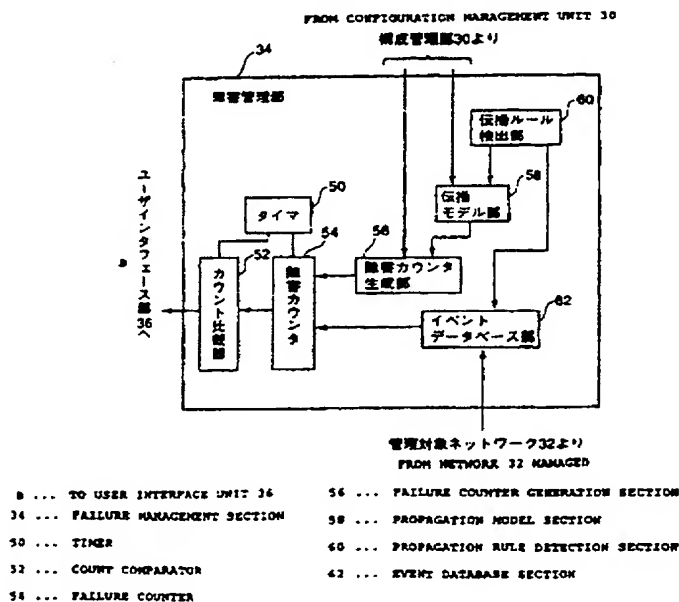 FROM CONFIGURATION MANAGEMENT UNIT 30
構成管理部30より
34
障害管理部
60
伝播ルール
検出部
58
伝播
モデル部
50
タイマ
54
56
障害カウンタ
生成部
52
カウント比較部
障害カウンタ
62
イベント
データベース部
ユーザインタフェース部36へ
B
管理対象ネットワーク32より
FROM NETWORK 32 MANAGED
B ... TO USER INTERFACE UNIT 36
34 ... FAILURE MANAGEMENT SECTION
50 ... TIMER
52 ... COUNT COMPARATOR
54 ... FAILURE COUNTER
56 ... FAILURE COUNTER GENERATION SECTION
58 ... PROPAGATION MODEL SECTION
60 ... PROPAGATION RULE DETECTION SECTION
62 ... EVENT DATABASE SECTION